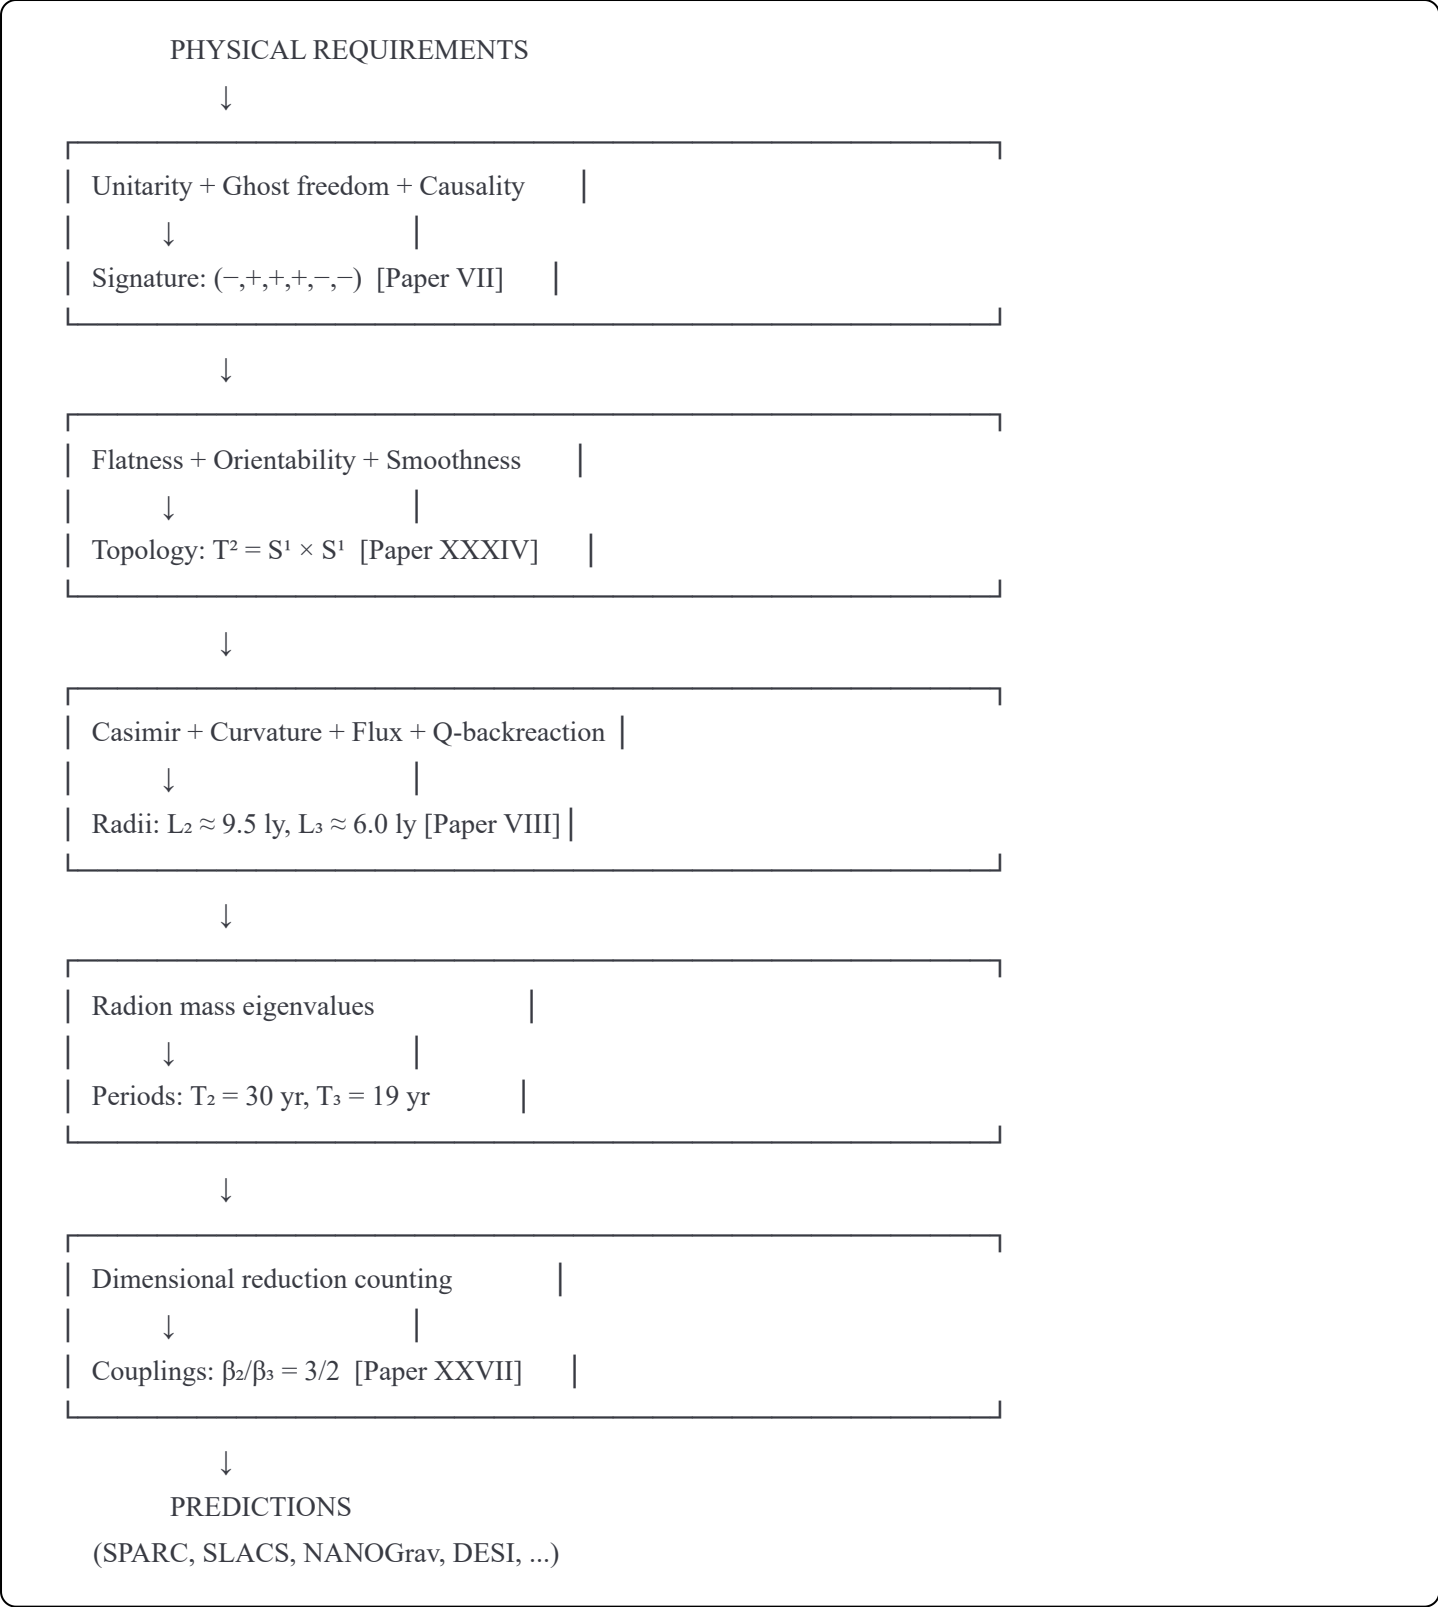 PHYSICAL REQUIREMENTS
↓
Unitarity + Ghost freedom + Causality
↓
Signature: (−,+,+,+,−,−) [Paper VII]
↓
Flatness + Orientability + Smoothness
↓
Topology: T² = S¹ × S¹ [Paper XXXIV]
↓
Casimir + Curvature + Flux + Q-backreaction
↓
Radii: L₂ ≈ 9.5 ly, L₃ ≈ 6.0 ly [Paper VIII]
↓
Radion mass eigenvalues
↓
Periods: T₂ = 30 yr, T₃ = 19 yr
↓
Dimensional reduction counting
↓
Couplings: β₂/β₃ = 3/2 [Paper XXVII]
↓
PREDICTIONS
(SPARC, SLACS, NANOGrav, DESI, ...)